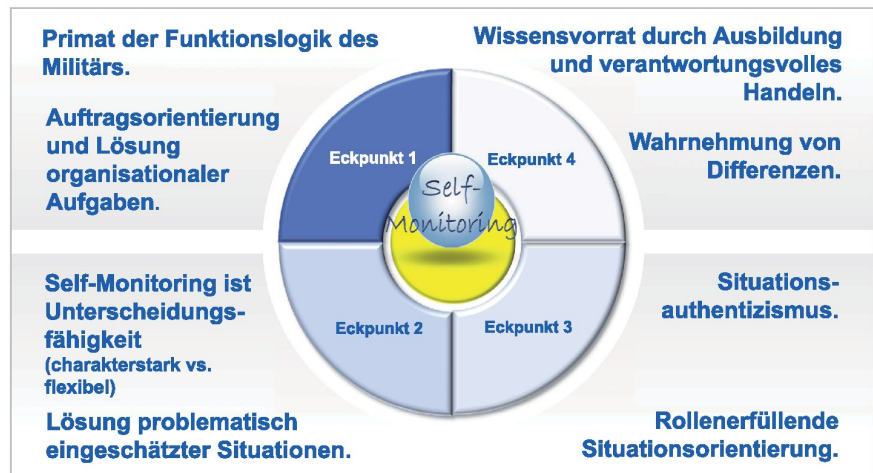 Primat der Funktionslogik des
Militärs.
Auftragsorientierung
und Lösung
organisationaler
Aufgaben.
Wissensvorrat durch Ausbildung
und verantwortungsvolles
Handeln.
Wahrnehmung von
Differenzen.
Eckpunkt 1
Eckpunkt 4
Self-
Monitoring
Eckpunkt 2
Eckpunkt 3
Self-Monitoring ist
Unterscheidungs-
fähigkeit
(charakterstark vs.
flexibel)
Lösung problematisch
eingeschätzter Situationen.
Situations-
authentizismus.
Rollenerfüllende
Situationsorientierung.